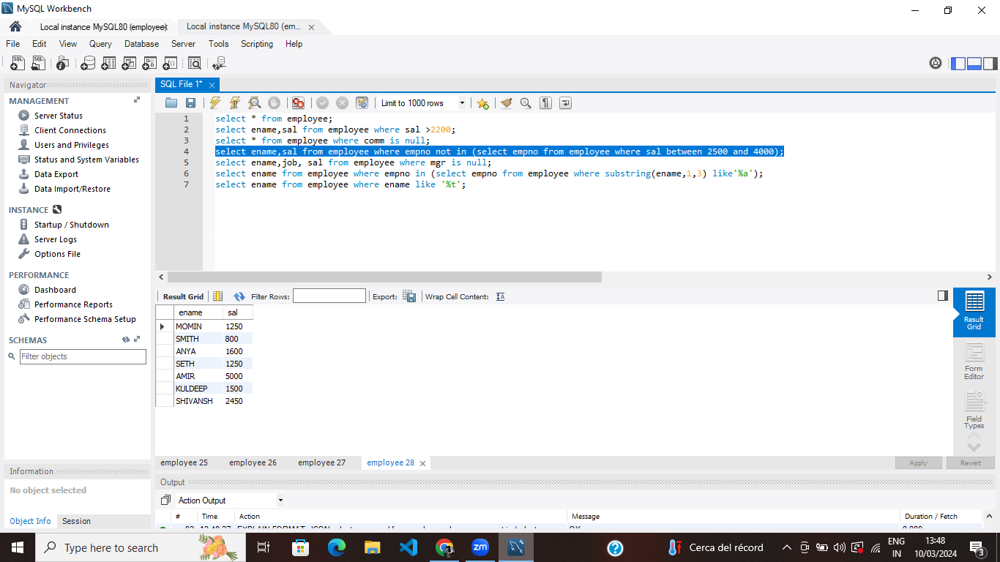 MySQL Workbench
Local instance MySQL80 (employee)
Local instance MySQL80 (em...
File Edit View Query Database Server Tools Scripting Help
Navigator
MANAGEMENT
Server Status
Client Connections
Users and Privileges
Status and System Variables
Data Export
Data Import/Restore
INSTANCE
Startup / Shutdown
Server Logs
Options File
PERFORMANCE
Dashboard
Performance Reports
Performance Schema Setup
SCHEMAS
Filter objects
Information
No object selected
Object Info Session
SQL File 1*
Limit to 1000 rows
1 select * from employee;
2 select ename,sal from employee where sal >2200;
3 select * from employee where comm is null;
4 select ename,sal from employee where empno not in (select empno from employee where sal between 2500 and 4000);
5 select ename,job, sal from employee where mgr is null;
6 select ename from employee where empno in (select empno from employee where substring(ename,1,3) like'%a');
7 select ename from employee where ename like '%t';
Result Grid Filter Rows: Export: Wrap Cell Content:
ename sal
MOMIN 1250
SMITH 800
ANYA 1600
SETH 1250
AMIR 5000
KULDEEP 1500
SHIVANSH 2450
Result
Grid
Form
Editor
Field
Types
employee 25 employee 26 employee 27 employee 28
Apply Revert
Output
Action Output
# Time Action Message Duration / Fetch
Type here to search
zm
Cerca del récord
ENG
IN
13:48
10/03/2024
3